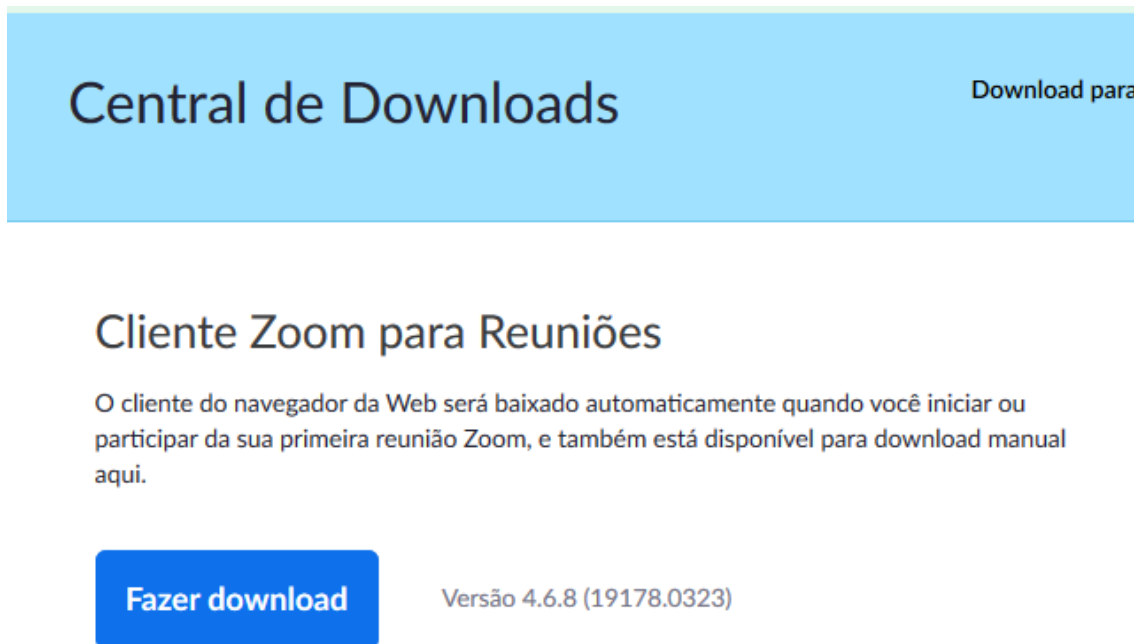 Central de Downloads
Download para
Cliente Zoom para Reuniões
O cliente do navegador da Web será baixado automaticamente quando você iniciar ou
participar da sua primeira reunião Zoom, e também está disponível para download manual
aqui.
Fazer download
Versão 4.6.8 (19178.0323)